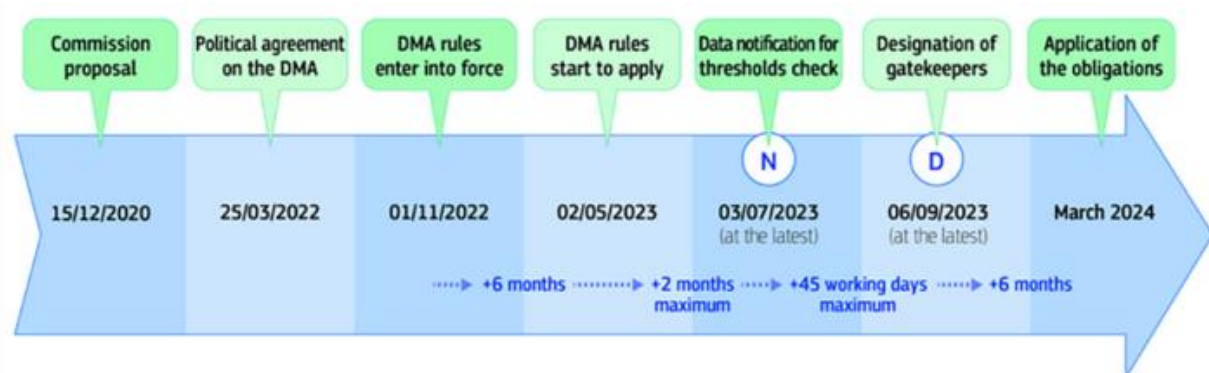 Commission
proposal
Political agreement
on the DMA
DMA rules
enter into force
DMA rules
start to apply
Data notification for
thresholds check
Designation of
gatekeepers
Application of
the obligations
N
D
15/12/2020
25/03/2022
01/11/2022
02/05/2023
03/07/2023
(at the latest)
06/09/2023
(at the latest)
March 2024
+6 months
+2 months
maximum
+45 working days
maximum
+6 months